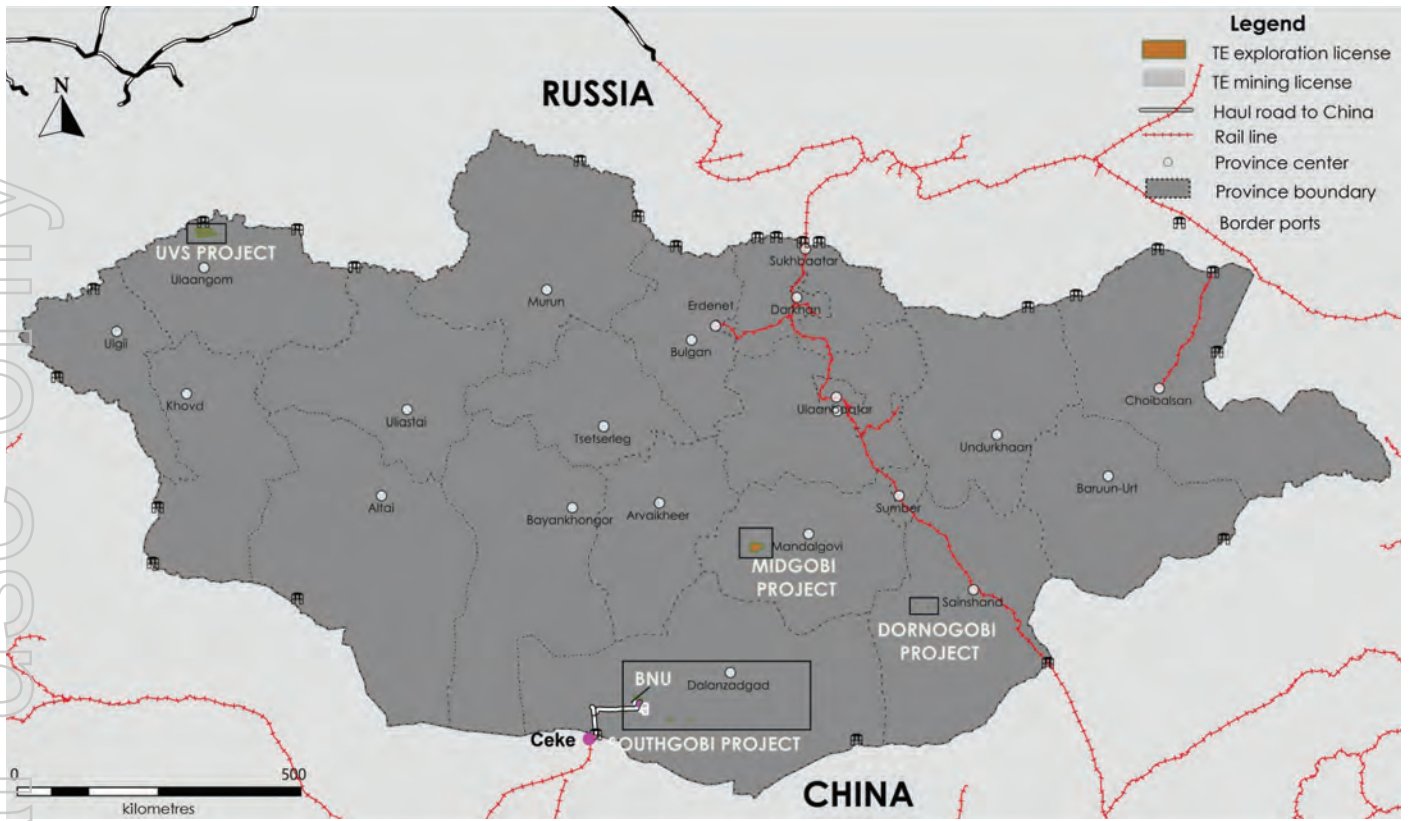 Legend
TE exploration license
TE mining license
Haul road to China
Rail line
Province center
Province boundary
Border ports
N
RUSSIA
UVS PROJECT
Ulaangom
Sukhbaatar
Murun
Erdenet
Darkhan
Ulgii
Bulgan
Khovd
Uliastai
Ulaanbaatar
Choibalsan
Tsetserleg
Undurkhaan
Baruun-Urt
Altai
Bayankhongor
Arvaikheer
Sumber
Mandalgovi
MIDGOBI
PROJECT
Sainshand
DORNOGOBI
PROJECT
BNU
Dalanzadgad
Ceke
SOUTHGOBI PROJECT
CHINA
0
500
kilometres
only